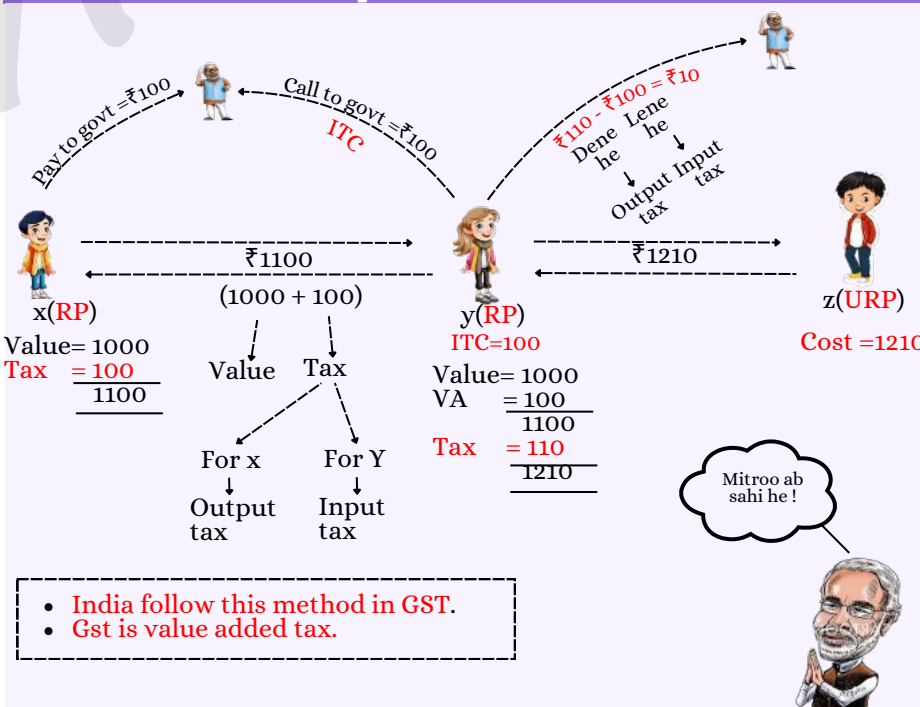 Pay to govt =₹100
Call to govt =₹100
ITC
₹110 - ₹100 = ₹10
Dene he
Lene he
Output tax
Input tax
₹1100
(1000 + 100)
₹1210
x(RP)
Value= 1000
Tax = 100
1100
Value
Tax
For x
For Y
Output
tax
Input
tax
y(RP)
ITC=100
Value= 1000
VA = 100
1100
Tax = 110
1210
z(URP)
Cost =1210
Mitroo ab
sahi he !
• India follow this method in GST.
• Gst is value added tax.